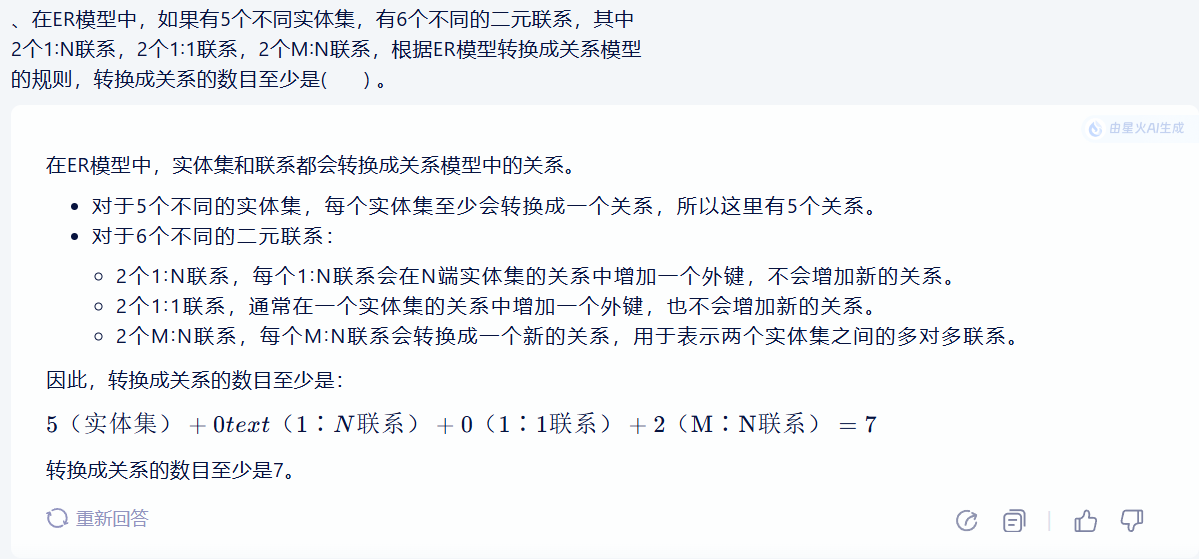 、在ER模型中，如果有5个不同实体集，有6个不同的二元联系，其中
2个1:N联系，2个1:1联系，2个M:N联系，根据ER模型转换成关系模型
的规则，转换成关系的数目至少是(      ) 。
由星火AI生成
在ER模型中，实体集和联系都会转换成关系模型中的关系。
• 对于5个不同的实体集，每个实体集至少会转换成一个关系，所以这里有5个关系。
• 对于6个不同的二元联系：
○ 2个1:N联系，每个1:N联系会在N端实体集的关系中增加一个外键，不会增加新的关系。
○ 2个1:1联系，通常在一个实体集的关系中增加一个外键，也不会增加新的关系。
○ 2个M:N联系，每个M:N联系会转换成一个新的关系，用于表示两个实体集之间的多对多联系。
因此，转换成关系的数目至少是：
5（实体集）+0text（1：N联系）+0（1：1联系）+2（M：N联系）=7
转换成关系的数目至少是7。
重新回答